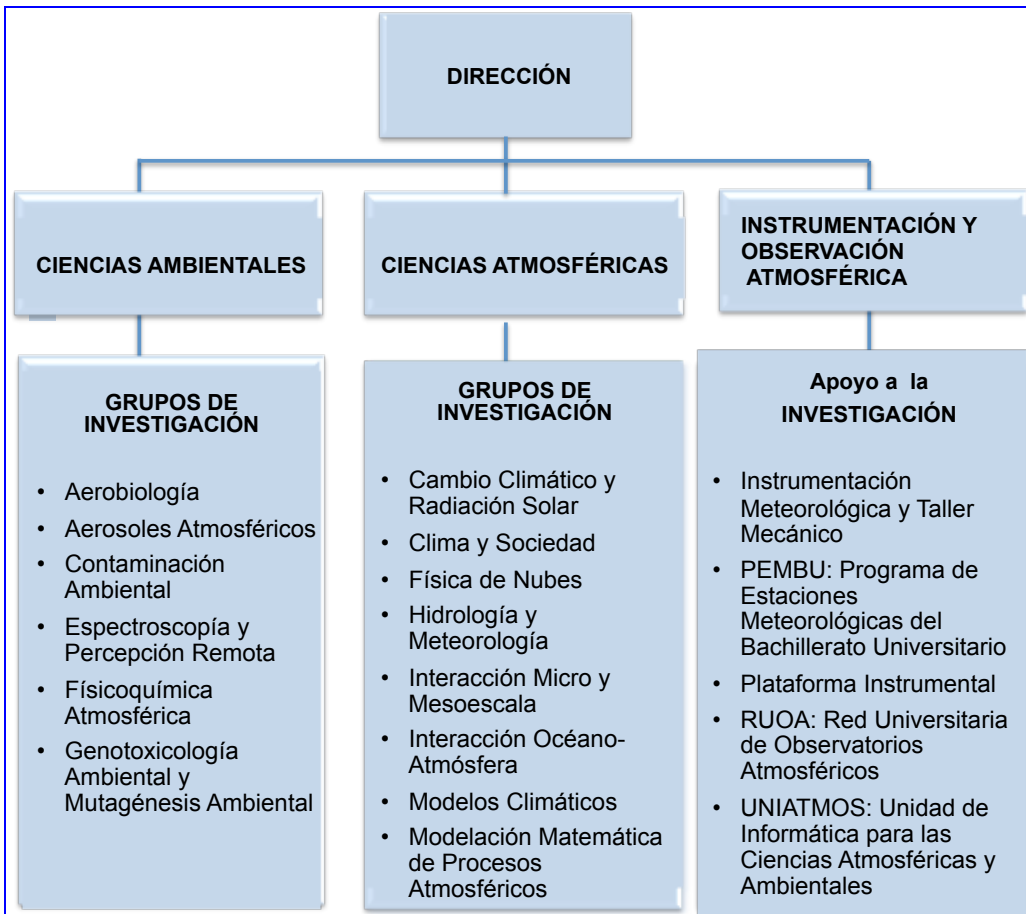 DIRECCIÓN
CIENCIAS AMBIENTALES
CIENCIAS ATMOSFÉRICAS
INSTRUMENTACIÓN Y
OBSERVACIÓN
ATMOSFÉRICA
GRUPOS DE
INVESTIGACIÓN
• Aerobiología
• Aerosoles Atmosféricos
• Contaminación
Ambiental
• Espectroscopía y
Percepción Remota
• Físicoquímica
Atmosférica
• Genotoxicología
Ambiental y
Mutagénesis Ambiental
GRUPOS DE
INVESTIGACIÓN
• Cambio Climático y
Radiación Solar
• Clima y Sociedad
• Física de Nubes
• Hidrología y
Meteorología
• Interacción Micro y
Mesoescala
• Interacción Océano-
Atmósfera
• Modelos Climáticos
• Modelación Matemática
de Procesos
Atmosféricos
Apoyo a la
INVESTIGACIÓN
• Instrumentación
Meteorológica y Taller
Mecánico
• PEMBU: Programa de
Estaciones
Meteorológicas del
Bachillerato Universitario
• Plataforma Instrumental
• RUOA: Red Universitaria
de Observatorios
Atmosféricos
• UNIATMOS: Unidad de
Informática para las
Ciencias Atmosféricas y
Ambientales